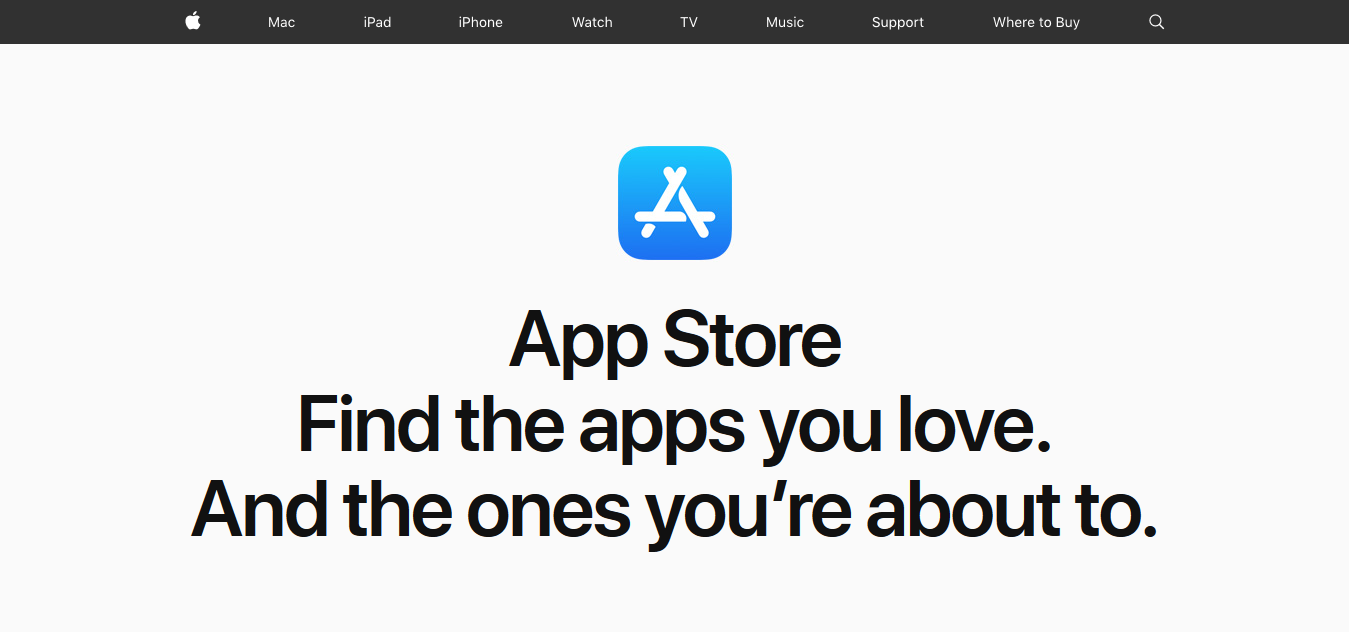 Mac iPad iPhone Watch TV Music Support Where to Buy
App Store
Find the apps you love.
And the ones you’re about to.